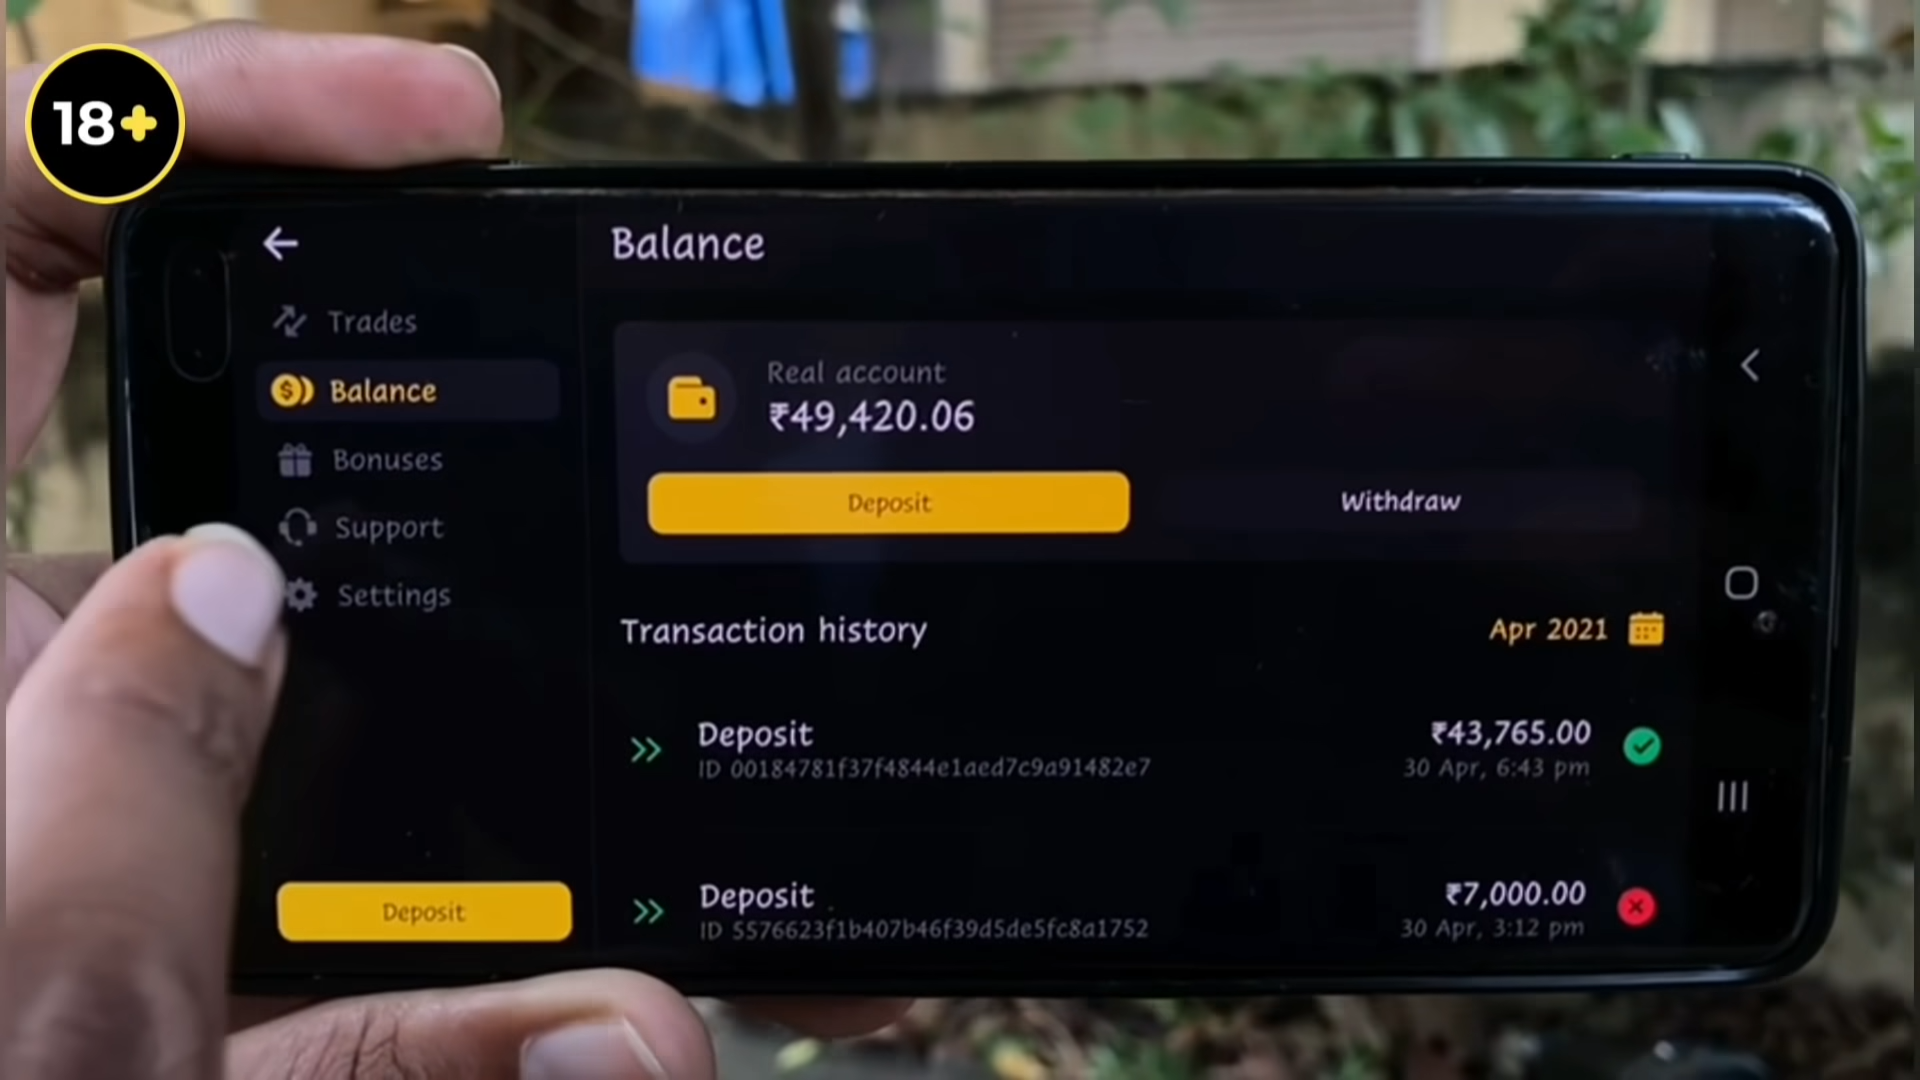 18+
Balance
Trades
Balance
Bonuses
Support
Settings
Deposit
Real account
₹49,420.06
Deposit
Withdraw
Transaction history
Apr 2021
Deposit
₹43,765.00
ID 00184781f37f4844e1aed7c9a91482e7
30 Apr, 6:43 pm
Deposit
₹7,000.00
ID 5576623f1b407b46f39d5de5fc8a1752
30 Apr, 3:12 pm